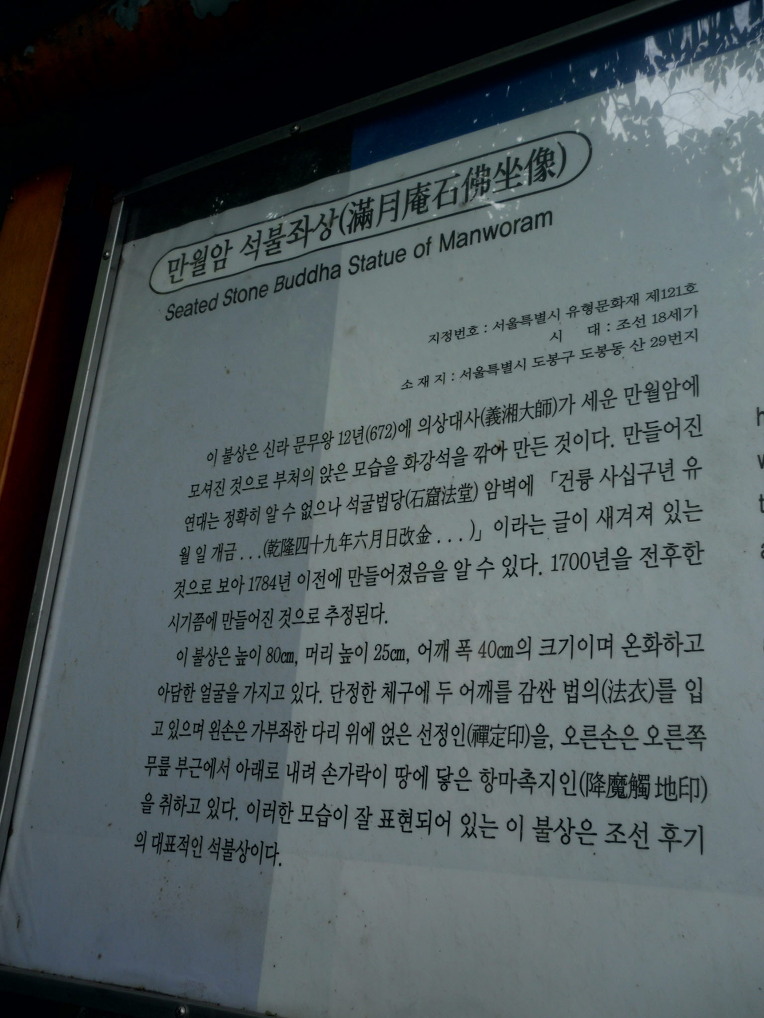 만월암 석불좌상(滿月庵石佛坐像)
Seated Stone Buddha Statue of Manworam
지정번호 : 서울특별시 유형문화재 제121호
시 대 : 조선 18세기
소 재 지 : 서울특별시 도봉구 도봉동 산 29번지
이 불상은 신라 문무왕 12년(672)에 의상대사(義湘大師)가 세운 만월암에
모셔진 것으로 부처의 앉은 모습을 화강석을 깎아 만든 것이다. 만들어진
연대는 정확히 알 수 없으나 석굴법당(石窟法堂) 암벽에 「건륭 사십구년 유
월 일 개금 . . .(乾隆四十九年六月日改金 . . . )」이라는 글이 새겨져 있는
것으로 보아 1784년 이전에 만들어졌음을 알 수 있다. 1700년을 전후한
시기쯤에 만들어진 것으로 추정된다.
이 불상은 높이 80㎝, 머리 높이 25㎝, 어깨 폭 40㎝의 크기이며 온화하고
아담한 얼굴을 가지고 있다. 단정한 체구에 두 어깨를 감싼 법의(法衣)를 입
고 있으며 왼손은 가부좌한 다리 위에 얹은 선정인(禪定印)을, 오른손은 오른쪽
무릎 부근에서 아래로 내려 손가락이 땅에 닿은 항마촉지인(降魔觸地印)
을 취하고 있다. 이러한 모습이 잘 표현되어 있는 이 불상은 조선 후기
의 대표적인 석불상이다.